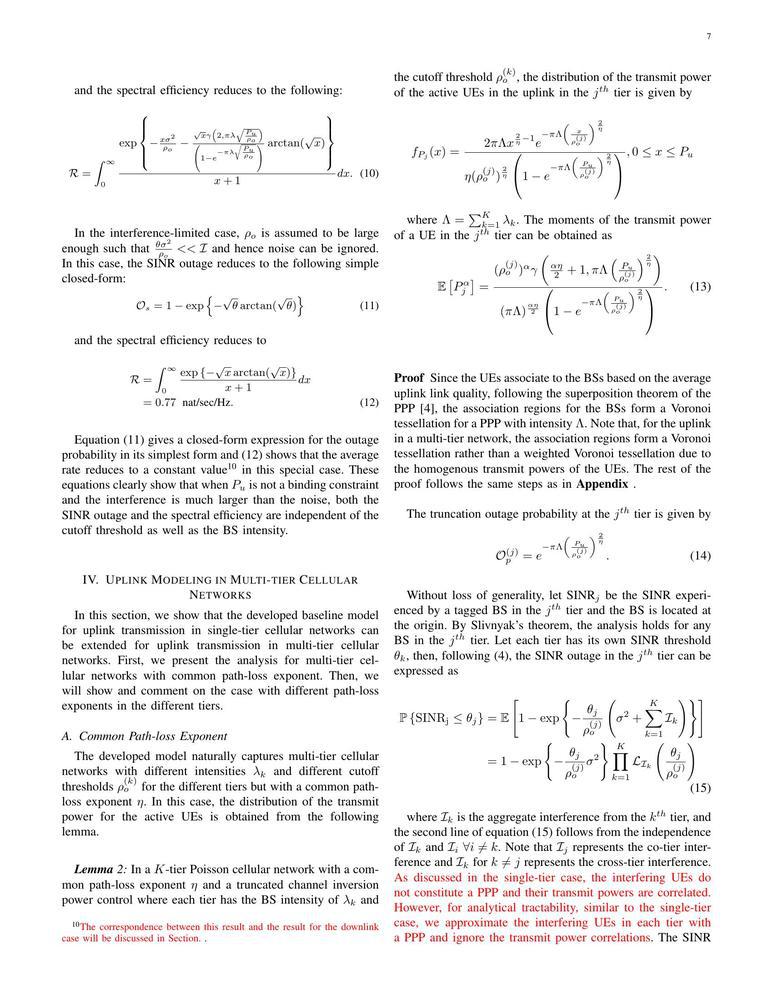 7
and the spectral efficiency reduces to the following:
$\mathcal{R} = \int_0^\infty \frac{\exp\left\{-\frac{x\sigma^2}{\rho_o} - \frac{\sqrt{x}\gamma\left(2,\pi\lambda\sqrt{\frac{P_u}{\rho_o}}\right)}{\left(1-e^{-\pi\lambda\sqrt{\frac{P_u}{\rho_o}}}\right)}\arctan(\sqrt{x})\right\}}{x+1}dx.$ (10)
In the interference-limited case, $\rho_o$ is assumed to be large
enough such that $\frac{\theta\sigma^2}{\rho_o} << \mathcal{I}$ and hence noise can be ignored.
In this case, the SINR outage reduces to the following simple
closed-form:
$\mathcal{O}_s = 1 - \exp\left\{-\sqrt{\theta}\arctan(\sqrt{\theta})\right\}$ (11)
and the spectral efficiency reduces to
$\mathcal{R} = \int_0^\infty \frac{\exp\{-\sqrt{x}\arctan(\sqrt{x})\}}{x+1}dx$
$= 0.77$ nat/sec/Hz. (12)
Equation (11) gives a closed-form expression for the outage
probability in its simplest form and (12) shows that the average
rate reduces to a constant value$^{10}$ in this special case. These
equations clearly show that when $P_u$ is not a binding constraint
and the interference is much larger than the noise, both the
SINR outage and the spectral efficiency are independent of the
cutoff threshold as well as the BS intensity.
IV. UPLINK MODELING IN MULTI-TIER CELLULAR
NETWORKS
In this section, we show that the developed baseline model
for uplink transmission in single-tier cellular networks can
be extended for uplink transmission in multi-tier cellular
networks. First, we present the analysis for multi-tier cel-
lular networks with common path-loss exponent. Then, we
will show and comment on the case with different path-loss
exponents in the different tiers.
A. Common Path-loss Exponent
The developed model naturally captures multi-tier cellular
networks with different intensities $\lambda_k$ and different cutoff
thresholds $\rho_o^{(k)}$ for the different tiers but with a common path-
loss exponent $\eta$. In this case, the distribution of the transmit
power for the active UEs is obtained from the following
lemma.
Lemma 2: In a $K$-tier Poisson cellular network with a com-
mon path-loss exponent $\eta$ and a truncated channel inversion
power control where each tier has the BS intensity of $\lambda_k$ and
$^{10}$The correspondence between this result and the result for the downlink
case will be discussed in Section. .
the cutoff threshold $\rho_o^{(k)}$, the distribution of the transmit power
of the active UEs in the uplink in the $j^{th}$ tier is given by
$f_{P_j}(x) = \frac{2\pi\Lambda x^{\frac{2}{\eta}-1}e^{-\pi\Lambda\left(\frac{x}{\rho_o^{(j)}}\right)^{\frac{2}{\eta}}}}{\eta(\rho_o^{(j)})^{\frac{2}{\eta}}\left(1-e^{-\pi\Lambda\left(\frac{P_u}{\rho_o^{(j)}}\right)^{\frac{2}{\eta}}}\right)}, 0 \leq x \leq P_u$
where $\Lambda = \sum_{k=1}^K \lambda_k$. The moments of the transmit power
of a UE in the $j^{th}$ tier can be obtained as
$\mathbb{E}\left[P_j^\alpha\right] = \frac{(\rho_o^{(j)})^\alpha\gamma\left(\frac{\alpha\eta}{2}+1,\pi\Lambda\left(\frac{P_u}{\rho_o^{(j)}}\right)^{\frac{2}{\eta}}\right)}{(\pi\Lambda)^{\frac{\alpha\eta}{2}}\left(1-e^{-\pi\Lambda\left(\frac{P_u}{\rho_o^{(j)}}\right)^{\frac{2}{\eta}}}\right)}.$ (13)
Proof Since the UEs associate to the BSs based on the average
uplink link quality, following the superposition theorem of the
PPP [4], the association regions for the BSs form a Voronoi
tessellation for a PPP with intensity $\Lambda$. Note that, for the uplink
in a multi-tier network, the association regions form a Voronoi
tessellation rather than a weighted Voronoi tessellation due to
the homogenous transmit powers of the UEs. The rest of the
proof follows the same steps as in Appendix .
The truncation outage probability at the $j^{th}$ tier is given by
$\mathcal{O}_p^{(j)} = e^{-\pi\Lambda\left(\frac{P_u}{\rho_o^{(j)}}\right)^{\frac{2}{\eta}}}.$ (14)
Without loss of generality, let SINR$_j$ be the SINR experi-
enced by a tagged BS in the $j^{th}$ tier and the BS is located at
the origin. By Slivnyak's theorem, the analysis holds for any
BS in the $j^{th}$ tier. Let each tier has its own SINR threshold
$\theta_k$, then, following (4), the SINR outage in the $j^{th}$ tier can be
expressed as
$\mathbb{P}\{\mathrm{SINR_j} \leq \theta_j\} = \mathbb{E}\left[1-\exp\left\{-\frac{\theta_j}{\rho_o^{(j)}}\left(\sigma^2+\sum_{k=1}^K\mathcal{I}_k\right)\right\}\right]$
$= 1-\exp\left\{-\frac{\theta_j}{\rho_o^{(j)}}\sigma^2\right\}\prod_{k=1}^K\mathcal{L}_{\mathcal{I}_k}\left(\frac{\theta_j}{\rho_o^{(j)}}\right)$
(15)
where $\mathcal{I}_k$ is the aggregate interference from the $k^{th}$ tier, and
the second line of equation (15) follows from the independence
of $\mathcal{I}_k$ and $\mathcal{I}_i$ $\forall i \neq k$. Note that $\mathcal{I}_j$ represents the co-tier inter-
ference and $\mathcal{I}_k$ for $k \neq j$ represents the cross-tier interference.
As discussed in the single-tier case, the interfering UEs do
not constitute a PPP and their transmit powers are correlated.
However, for analytical tractability, similar to the single-tier
case, we approximate the interfering UEs in each tier with
a PPP and ignore the transmit power correlations. The SINR